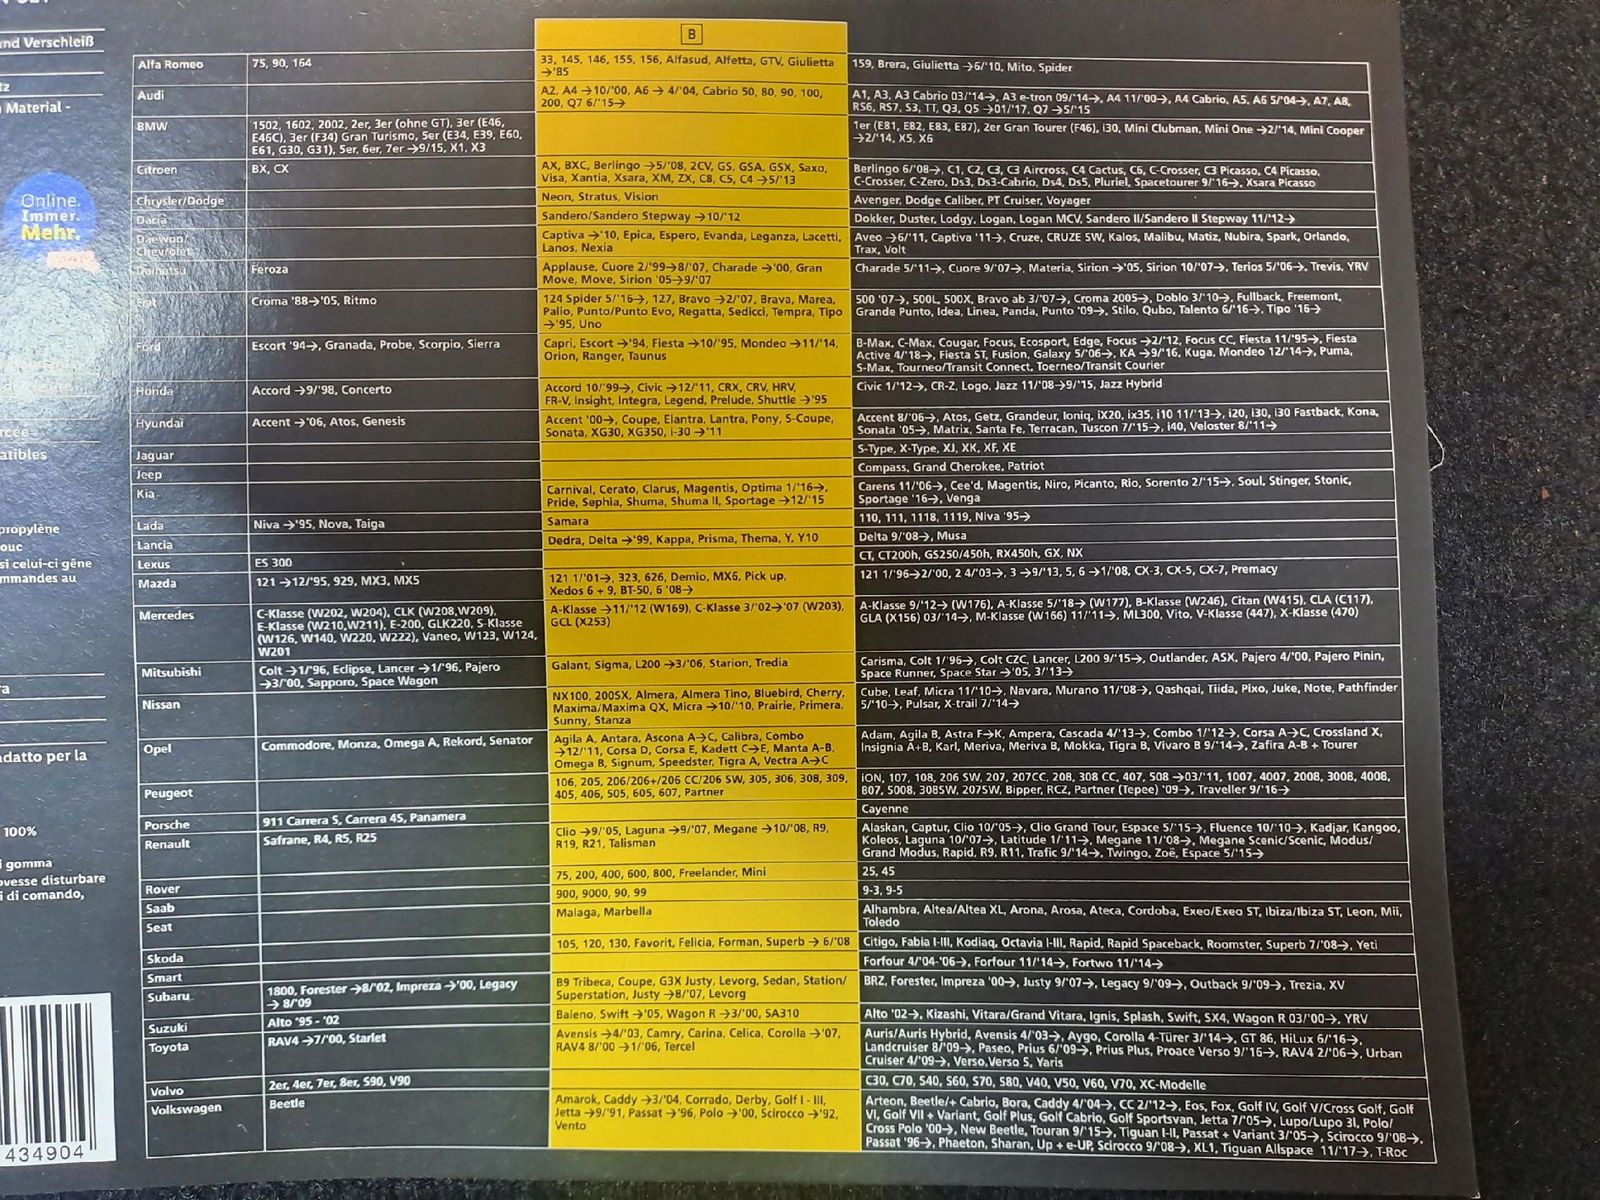 und Verschleiß
tz
Material -
Online.
Immer.
Mehr.
atibles
propylène
ouc
si celui-ci gêne
mmandes au
ra
adatto per la
100%
i gomma
ovesse disturbare
i di comando,
434904
B
Alfa Romeo 75, 90, 164 33, 145, 146, 155, 156, Alfasud, Alfetta, GTV, Giulietta 159, Brera, Giulietta →6/'10, Mito, Spider
→'85
Audi A2, A4 →10/'00, A6 → 4/'04, Cabrio 50, 80, 90, 100, A1, A3, A3 Cabrio 03/'14→, A3 e-tron 09/'14→, A4 11/'00→, A4 Cabrio, A5, A6 5/'04→, A7, A8,
200, Q7 6/'15→ RS6, RS7, S3, TT, Q3, Q5 →01/'17, Q7 →5/'15
BMW 1502, 1602, 2002, 2er, 3er (ohne GT), 3er (E46, 1er (E81, E82, E83, E87), 2er Gran Tourer (F46), i30, Mini Clubman, Mini One →2/'14, Mini Cooper
E46C), 3er (F34) Gran Turismo, 5er (E34, E39, E60, →2/'14, X5, X6
E61, G30, G31), 5er, 6er, 7er →9/15, X1, X3
Citroen BX, CX AX, BXC, Berlingo →5/'08, 2CV, GS, GSA, GSX, Saxo, Berlingo 6/'08→, C1, C2, C3, C3 Aircross, C4 Cactus, C6, C-Crosser, C3 Picasso, C4 Picasso,
Visa, Xantia, Xsara, XM, ZX, C8, C5, C4 →5/'13 C-Crosser, C-Zero, Ds3, Ds3-Cabrio, Ds4, Ds5, Pluriel, Spacetourer 9/'16→, Xsara Picasso
Chrysler/Dodge Neon, Stratus, Vision Avenger, Dodge Caliber, PT Cruiser, Voyager
Dacia Sandero/Sandero Stepway →10/'12 Dokker, Duster, Lodgy, Logan, Logan MCV, Sandero II/Sandero II Stepway 11/'12→
Daewoo/ Captiva →'10, Epica, Espero, Evanda, Leganza, Lacetti, Aveo →6/'11, Captiva '11→, Cruze, CRUZE SW, Kalos, Malibu, Matiz, Nubira, Spark, Orlando,
Chevrolet Lanos, Nexia Trax, Volt
Daihatsu Feroza Applause, Cuore 2/'99→8/'07, Charade →'00, Gran Charade 5/'11→, Cuore 9/'07→, Materia, Sirion →'05, Sirion 10/'07→, Terios 5/'06→, Trevis, YRV
Move, Move, Sirion '05→9/'07
Fiat Croma '88→'05, Ritmo 124 Spider 5/'16→, 127, Bravo →2/'07, Brava, Marea, 500 '07→, 500L, 500X, Bravo ab 3/'07→, Croma 2005→, Doblo 3/'10→, Fullback, Freemont,
Palio, Punto/Punto Evo, Regatta, Sedicci, Tempra, Tipo Grande Punto, Idea, Linea, Panda, Punto '09→, Stilo, Qubo, Talento 6/'16→, Tipo '16→
→'95, Uno
Ford Escort '94→, Granada, Probe, Scorpio, Sierra Capri, Escort →'94, Fiesta →10/'95, Mondeo →11/'14, B-Max, C-Max, Cougar, Focus, Ecosport, Edge, Focus →2/'12, Focus CC, Fiesta 11/'95→, Fiesta
Orion, Ranger, Taunus Active 4/'18→, Fiesta ST, Fusion, Galaxy 5/'06→, KA →9/'16, Kuga, Mondeo 12/'14→, Puma,
S-Max, Tourneo/Transit Connect, Toerneo/Transit Courier
Honda Accord →9/'98, Concerto Accord 10/'99→, Civic →12/'11, CRX, CRV, HRV, Civic 1/'12→, CR-Z, Logo, Jazz 11/'08→9/'15, Jazz Hybrid
FR-V, Insight, Integra, Legend, Prelude, Shuttle →'95
Hyundai Accent →'06, Atos, Genesis Accent '00→, Coupe, Elantra, Lantra, Pony, S-Coupe, Accent 8/'06→, Atos, Getz, Grandeur, Ioniq, iX20, ix35, i10 11/'13→, i20, i30, i30 Fastback, Kona,
Sonata, XG30, XG350, i-30 →'11 Sonata '05→, Matrix, Santa Fe, Terracan, Tuscon 7/'15→, i40, Veloster 8/'11→
Jaguar S-Type, X-Type, XJ, XK, XF, XE
Jeep Compass, Grand Cherokee, Patriot
Kia Carnival, Cerato, Clarus, Magentis, Optima 1/'16→, Carens 11/'06→, Cee'd, Magentis, Niro, Picanto, Rio, Sorento 2/'15→, Soul, Stinger, Stonic,
Pride, Sephia, Shuma, Shuma II, Sportage →12/'15 Sportage '16→, Venga
Lada Niva →'95, Nova, Taiga Samara 110, 111, 1118, 1119, Niva '95→
Lancia Dedra, Delta →'99, Kappa, Prisma, Thema, Y, Y10 Delta 9/'08→, Musa
Lexus ES 300 CT, CT200h, GS250/450h, RX450h, GX, NX
Mazda 121 →12/'95, 929, MX3, MX5 121 1/'01→, 323, 626, Demio, MX6, Pick up, 121 1/'96→2/'00, 2 4/'03→, 3 →9/'13, 5, 6 →1/'08, CX-3, CX-5, CX-7, Premacy
Xedos 6 + 9, BT-50, 6 '08→
Mercedes C-Klasse (W202, W204), CLK (W208,W209), A-Klasse →11/'12 (W169), C-Klasse 3/'02→'07 (W203), A-Klasse 9/'12→ (W176), A-Klasse 5/'18→ (W177), B-Klasse (W246), Citan (W415), CLA (C117),
E-Klasse (W210,W211), E-200, GLK220, S-Klasse GCL (X253) GLA (X156) 03/'14→, M-Klasse (W166) 11/'11→, ML300, Vito, V-Klasse (447), X-Klasse (470)
(W126, W140, W220, W222), Vaneo, W123, W124,
W201
Mitsubishi Colt →1/'96, Eclipse, Lancer →1/'96, Pajero Galant, Sigma, L200 →3/'06, Starion, Tredia Carisma, Colt 1/'96→, Colt CZC, Lancer, L200 9/'15→, Outlander, ASX, Pajero 4/'00, Pajero Pinin,
→3/'00, Sapporo, Space Wagon Space Runner, Space Star →'05, 3/'13→
Nissan NX100, 200SX, Almera, Almera Tino, Bluebird, Cherry, Cube, Leaf, Micra 11/'10→, Navara, Murano 11/'08→, Qashqai, Tiida, Pixo, Juke, Note, Pathfinder
Maxima/Maxima QX, Micra →10/'10, Prairie, Primera, 5/'10→, Pulsar, X-trail 7/'14→
Sunny, Stanza
Opel Commodore, Monza, Omega A, Rekord, Senator Agila A, Antara, Ascona A→C, Calibra, Combo Adam, Agila B, Astra F→K, Ampera, Cascada 4/'13→, Combo 1/'12→, Corsa A→C, Crossland X,
→12/'11, Corsa D, Corsa E, Kadett C→E, Manta A-B, Insignia A+B, Karl, Meriva, Meriva B, Mokka, Tigra B, Vivaro B 9/'14→, Zafira A-B + Tourer
Omega B, Signum, Speedster, Tigra A, Vectra A→C
Peugeot 106, 205, 206/206+/206 CC/206 SW, 305, 306, 308, 309, iON, 107, 108, 206 SW, 207, 207CC, 208, 308 CC, 407, 508 →03/'11, 1007, 4007, 2008, 3008, 4008,
405, 406, 505, 605, 607, Partner 807, 5008, 308SW, 207SW, Bipper, RCZ, Partner (Tepee) '09→, Traveller 9/'16→
Porsche 911 Carrera S, Carrera 4S, Panamera Cayenne
Renault Safrane, R4, R5, R25 Clio →9/'05, Laguna →9/'07, Megane →10/'08, R9, Alaskan, Captur, Clio 10/'05→, Clio Grand Tour, Espace 5/'15→, Fluence 10/'10→, Kadjar, Kangoo,
R19, R21, Talisman Koleos, Laguna 10/'07→, Latitude 1/'11→, Megane 11/'08→, Megane Scenic/Scenic, Modus/
Grand Modus, Rapid, R9, R11, Trafic 9/'14→, Twingo, Zoë, Espace 5/'15→
Rover 75, 200, 400, 600, 800, Freelander, Mini 25, 45
Saab 900, 9000, 90, 99 9-3, 9-5
Seat Malaga, Marbella Alhambra, Altea/Altea XL, Arona, Arosa, Ateca, Cordoba, Exeo/Exeo ST, Ibiza/Ibiza ST, Leon, Mii,
Toledo
Skoda 105, 120, 130, Favorit, Felicia, Forman, Superb → 6/'08 Citigo, Fabia I-III, Kodiaq, Octavia I-III, Rapid, Rapid Spaceback, Roomster, Superb 7/'08→, Yeti
Smart Forfour 4/'04-'06→, Forfour 11/'14→, Fortwo 11/'14→
Subaru 1800, Forester →8/'02, Impreza →'00, Legacy B9 Tribeca, Coupe, G3X Justy, Levorg, Sedan, Station/ BRZ, Forester, Impreza '00→, Justy 9/'07→, Legacy 9/'09→, Outback 9/'09→, Trezia, XV
→ 8/'09 Superstation, Justy →8/'07, Levorg
Suzuki Alto '95 - '02 Baleno, Swift →'05, Wagon R →3/'00, SA310 Alto '02→, Kizashi, Vitara/Grand Vitara, Ignis, Splash, Swift, SX4, Wagon R 03/'00→, YRV
Toyota RAV4 →7/'00, Starlet Avensis →4/'03, Camry, Carina, Celica, Corolla →'07, Auris/Auris Hybrid, Avensis 4/'03→, Aygo, Corolla 4-Türer 3/'14→, GT 86, HiLux 6/'16→,
RAV4 8/'00 →1/'06, Tercel Landcruiser 8/'09→, Paseo, Prius 6/'09→, Prius Plus, Proace Verso 9/'16→, RAV4 2/'06→, Urban
Cruiser 4/'09→, Verso,Verso S, Yaris
Volvo 2er, 4er, 7er, 8er, S90, V90 C30, C70, S40, S60, S70, S80, V40, V50, V60, V70, XC-Modelle
Volkswagen Beetle Amarok, Caddy →3/'04, Corrado, Derby, Golf I - III, Arteon, Beetle/+ Cabrio, Bora, Caddy 4/'04→, CC 2/'12→, Eos, Fox, Golf IV, Golf V/Cross Golf, Golf
Jetta →9/'91, Passat →'96, Polo →'00, Scirocco →'92, VI, Golf VII + Variant, Golf Plus, Golf Cabrio, Golf Sportsvan, Jetta 7/'05→, Lupo/Lupo 3l, Polo/
Vento Cross Polo '00→, New Beetle, Touran 9/'15→, Tiguan I-II, Passat + Variant 3/'05→, Scirocco 9/'08→,
Passat '96→, Phaeton, Sharan, Up + e-UP, Scirocco 9/'08→, XL1, Tiguan Allspace 11/'17→, T-Roc